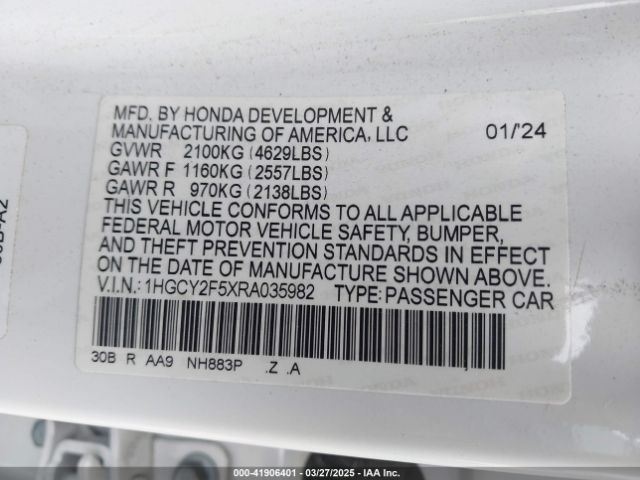 MFD. BY HONDA DEVELOPMENT &
MANUFACTURING OF AMERICA, LLC 01/'24
GVWR 2100KG (4629LBS)
GAWR F 1160KG (2557LBS)
GAWR R 970KG (2138LBS)
THIS VEHICLE CONFORMS TO ALL APPLICABLE
FEDERAL MOTOR VEHICLE SAFETY, BUMPER,
AND THEFT PREVENTION STANDARDS IN EFFECT
ON THE DATE OF MANUFACTURE SHOWN ABOVE.
V.I.N.: 1HGCY2F5XRA035982 TYPE: PASSENGER CAR
30B R AA9 NH883P .Z .A
000-41906401 - 03/27/2025 - IAA Inc.